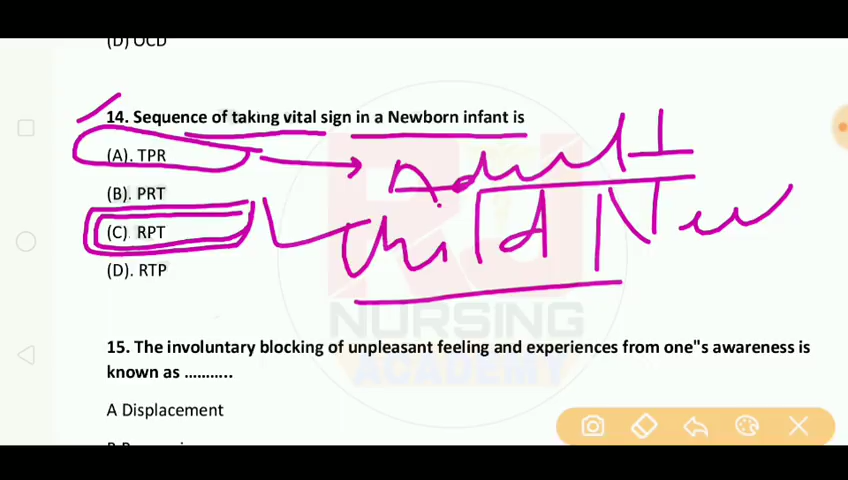 (D) OCD
14. Sequence of taking vital sign in a Newborn infant is
(A). TPR
Adult
(B). PRT
(C). RPT
Child New
(D). RTP
NURSING
ACADEMY
15. The involuntary blocking of unpleasant feeling and experiences from one"s awareness is
known as ...........
A Displacement